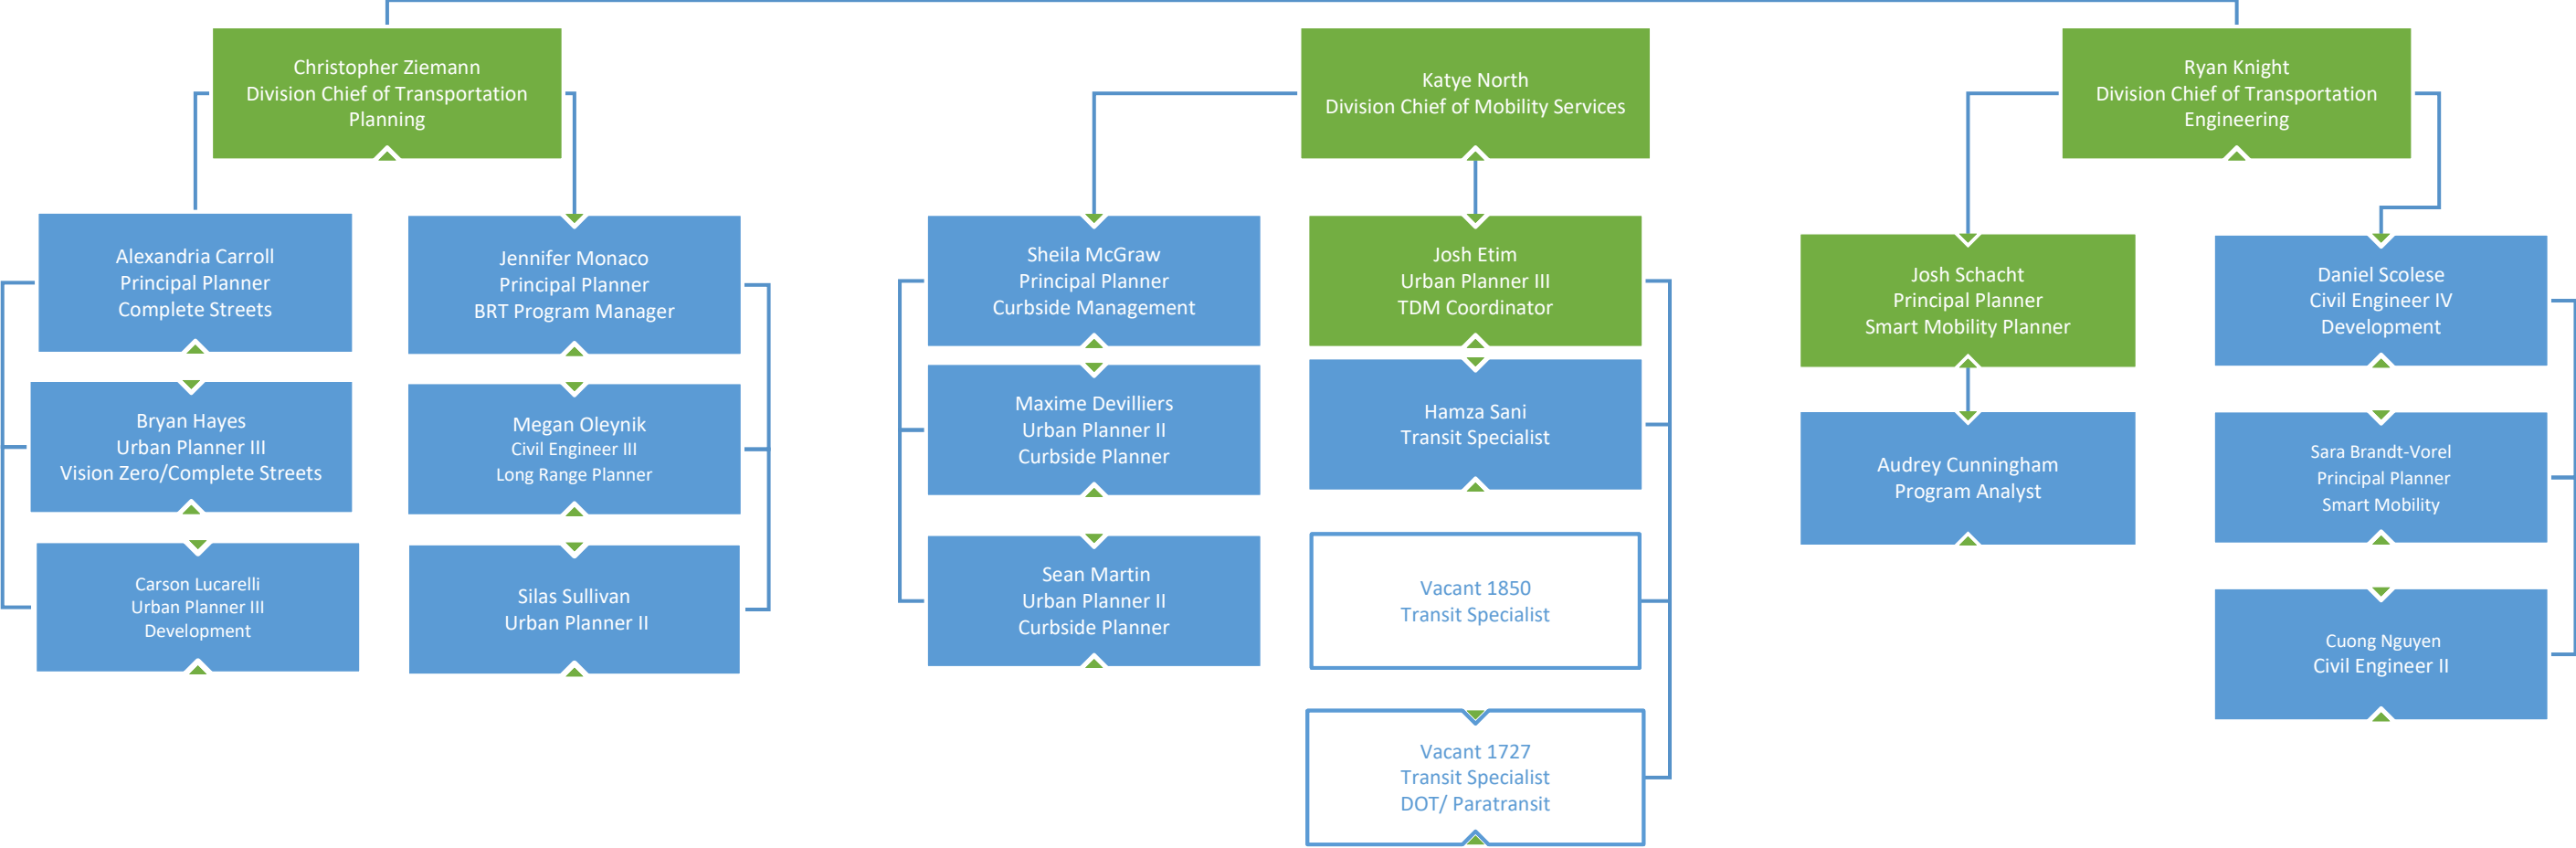 Christopher Ziemann
Division Chief of Transportation
Planning
Katye North
Division Chief of Mobility Services
Ryan Knight
Division Chief of Transportation
Engineering
Alexandria Carroll
Principal Planner
Complete Streets
Jennifer Monaco
Principal Planner
BRT Program Manager
Sheila McGraw
Principal Planner
Curbside Management
Josh Etim
Urban Planner III
TDM Coordinator
Josh Schacht
Principal Planner
Smart Mobility Planner
Daniel Scolese
Civil Engineer IV
Development
Bryan Hayes
Urban Planner III
Vision Zero/Complete Streets
Megan Oleynik
Civil Engineer III
Long Range Planner
Maxime Devilliers
Urban Planner II
Curbside Planner
Hamza Sani
Transit Specialist
Audrey Cunningham
Program Analyst
Sara Brandt-Vorel
Principal Planner
Smart Mobility
Carson Lucarelli
Urban Planner III
Development
Silas Sullivan
Urban Planner II
Sean Martin
Urban Planner II
Curbside Planner
Vacant 1850
Transit Specialist
Cuong Nguyen
Civil Engineer II
Vacant 1727
Transit Specialist
DOT/ Paratransit